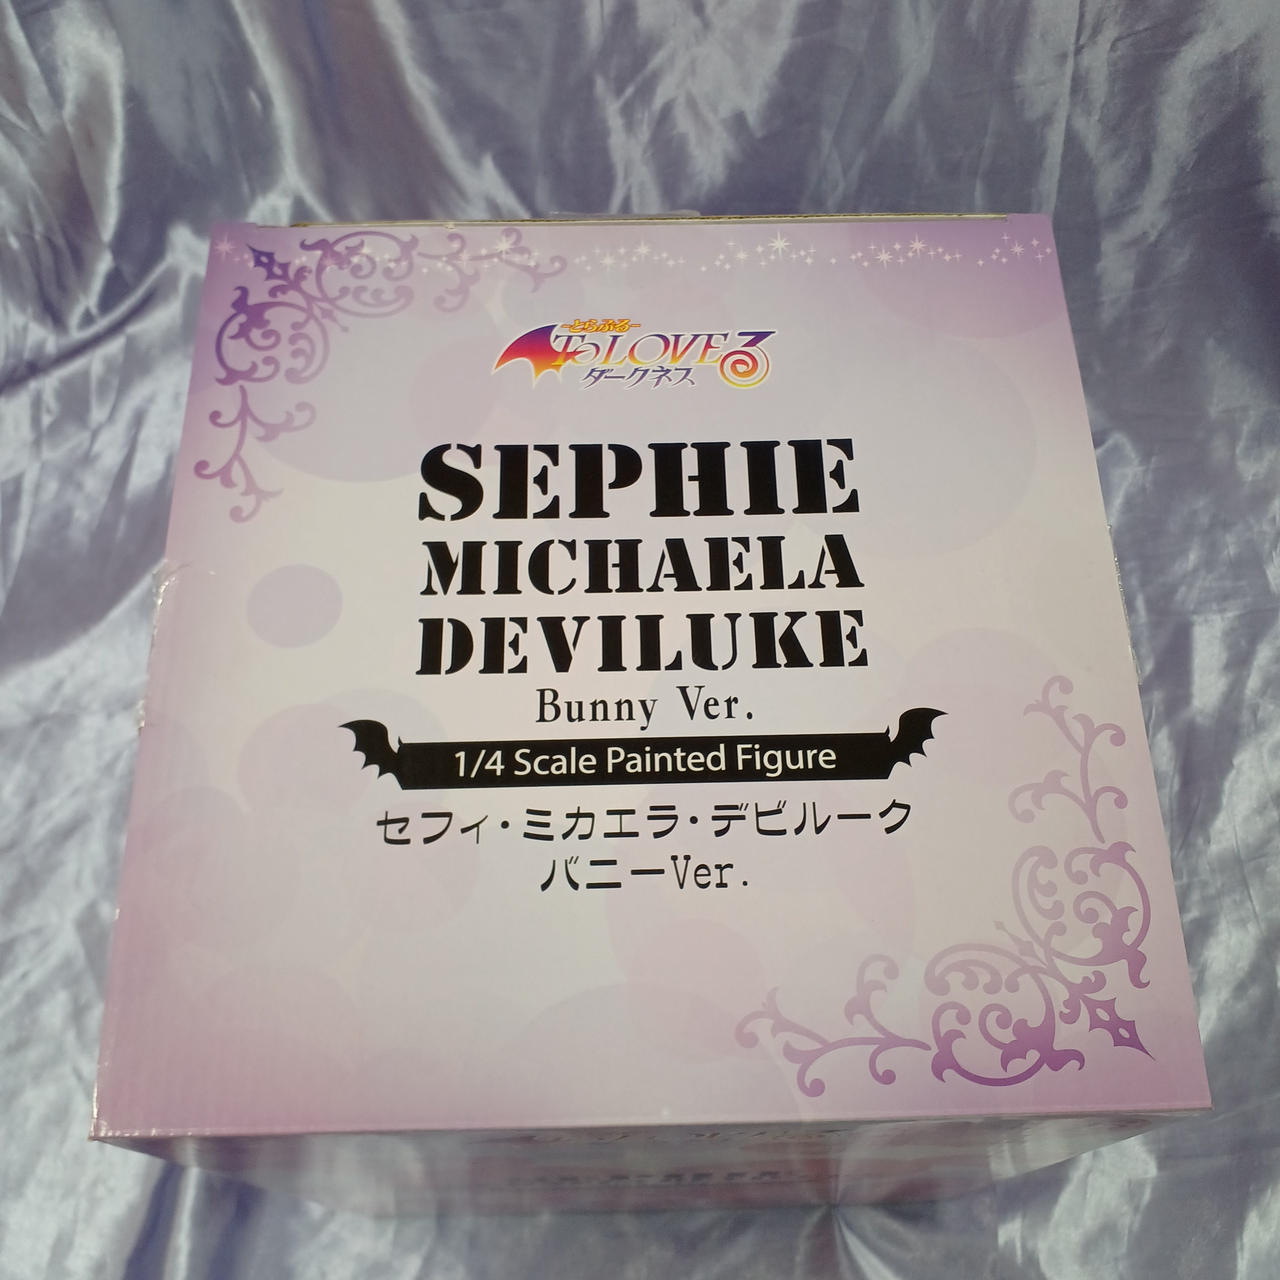 -とらぶる-
To LOVEる
ダークネス
SEPHIE
MICHAELA
DEVILUKE
Bunny Ver.
1/4 Scale Painted Figure
セフィ・ミカエラ・デビルーク
バニーVer.